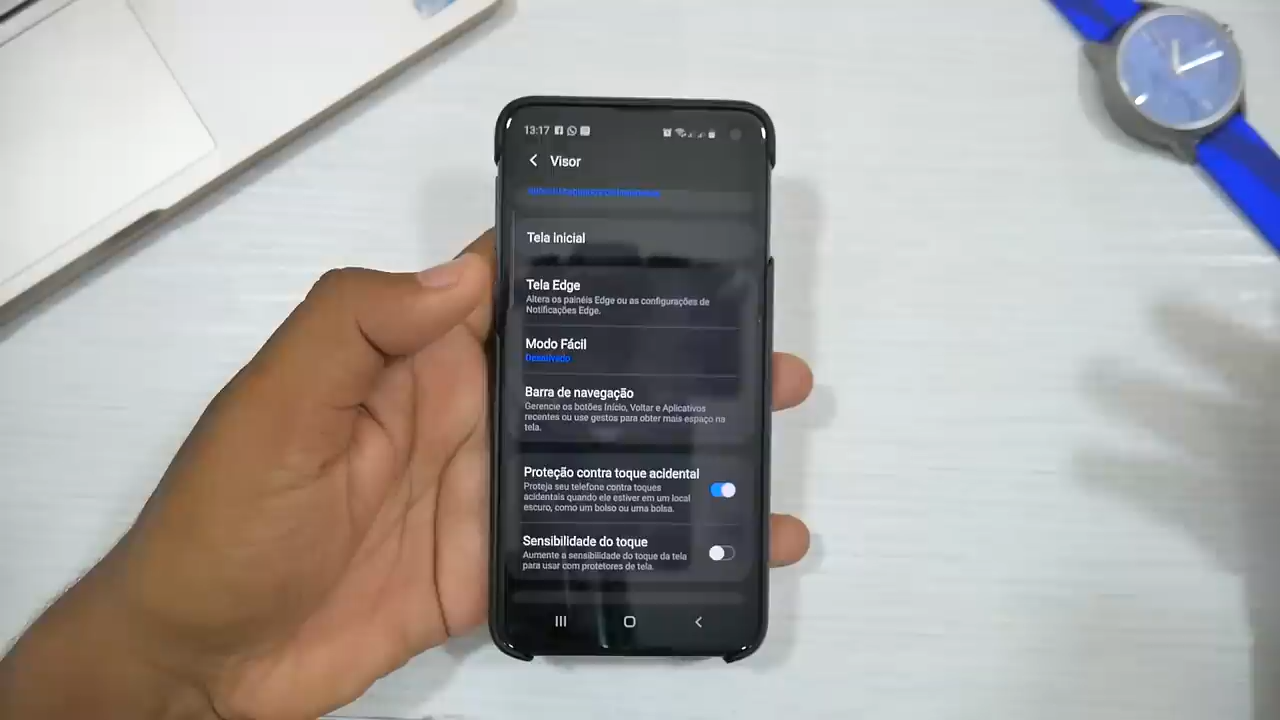 13:17
Visor
Tela Inicial
Tela Edge
Altera os painéis Edge ou as configurações de
Notificações Edge.
Modo Fácil
Desativado
Barra de navegação
Gerencie os botões Início, Voltar e Aplicativos
recentes ou use gestos para obter mais espaço na
tela.
Proteção contra toque acidental
Proteja seu telefone contra toques
acidentais quando ele estiver em um local
escuro, como um bolso ou uma bolsa.
Sensibilidade do toque
Aumente a sensibilidade do toque da tela
para usar com protetores de tela.